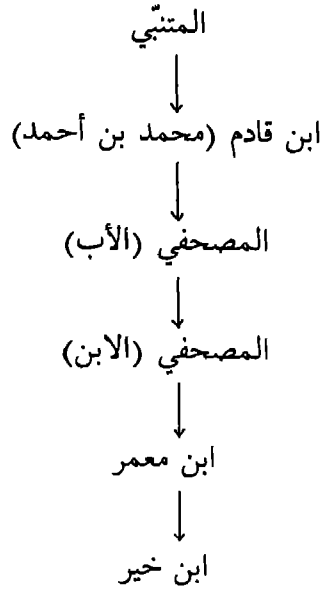 المتنبّي
ابن قادم (محمد بن أحمد)
المصحفي (الأب)
المصحفي (الابن)
ابن معمر
ابن خير